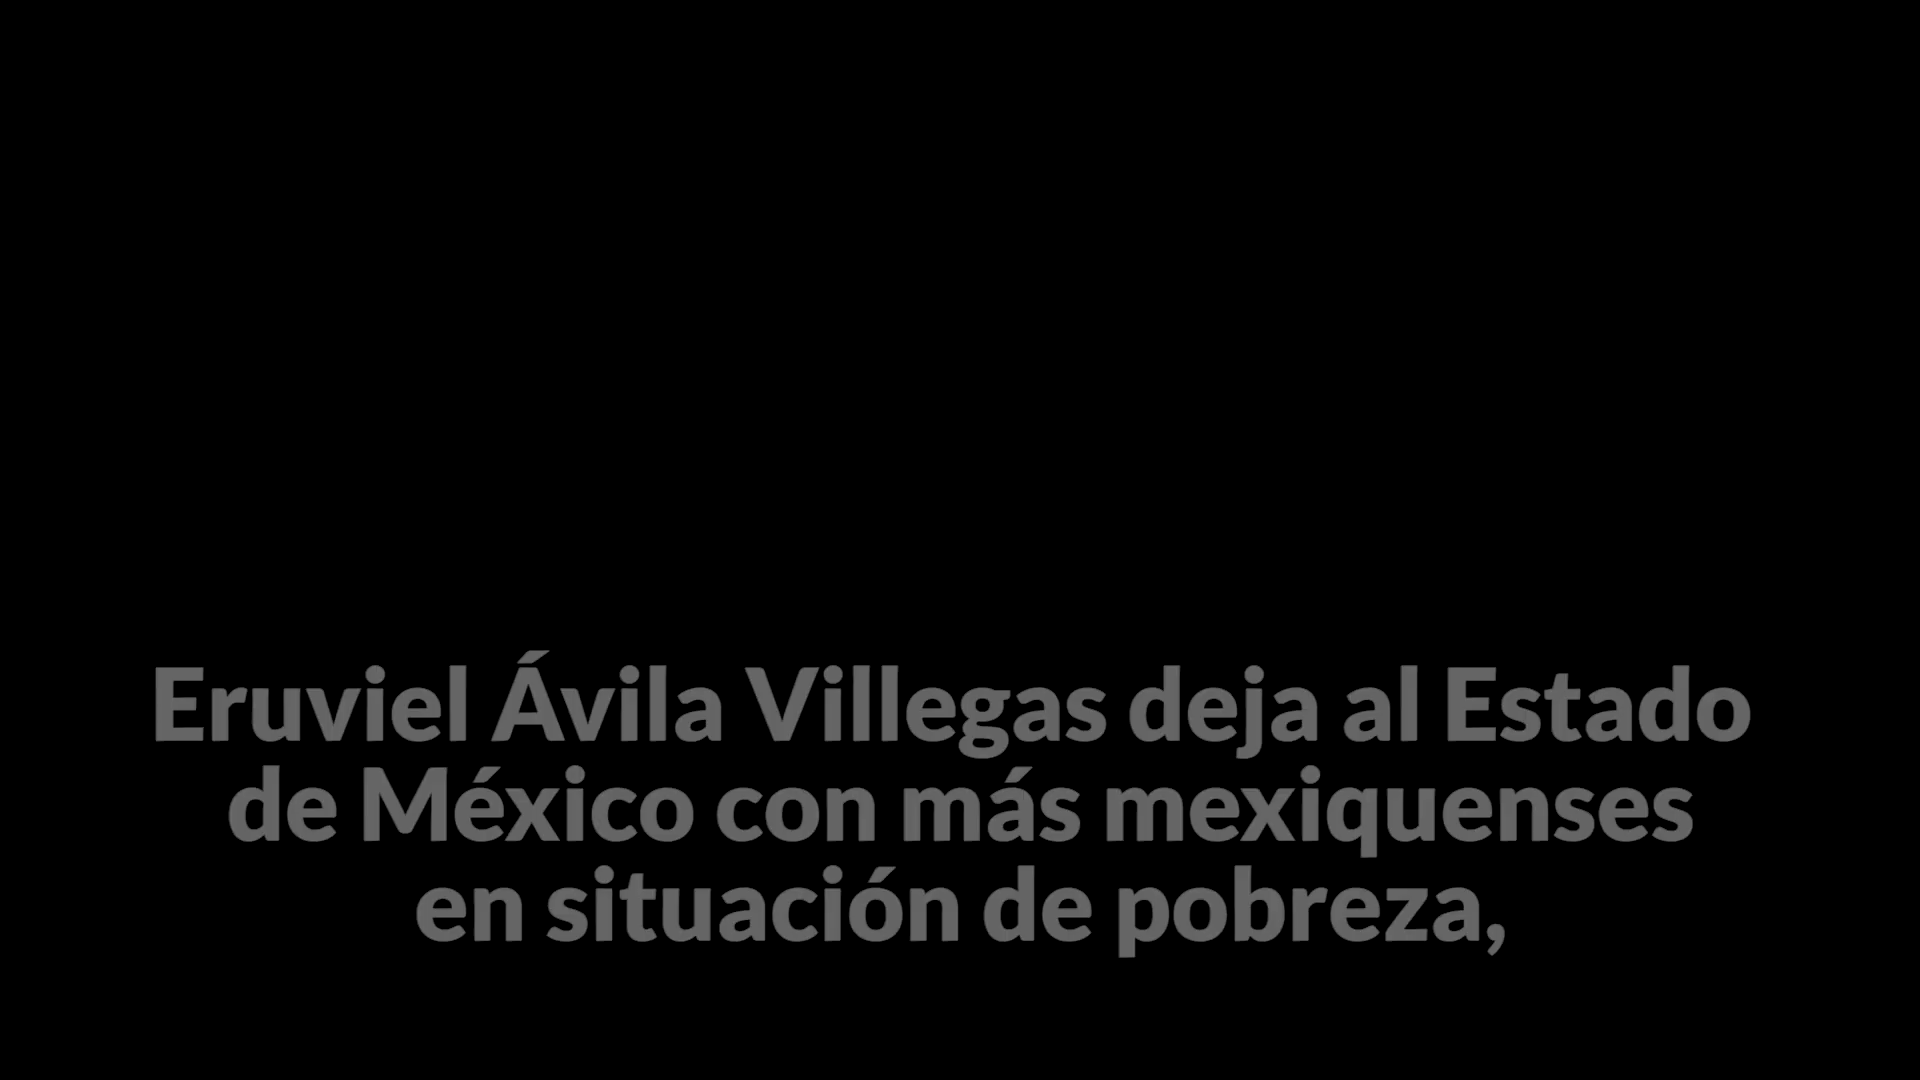 Eruviel Ávila Villegas deja al Estado
de México con más mexiquenses
en situación de pobreza,